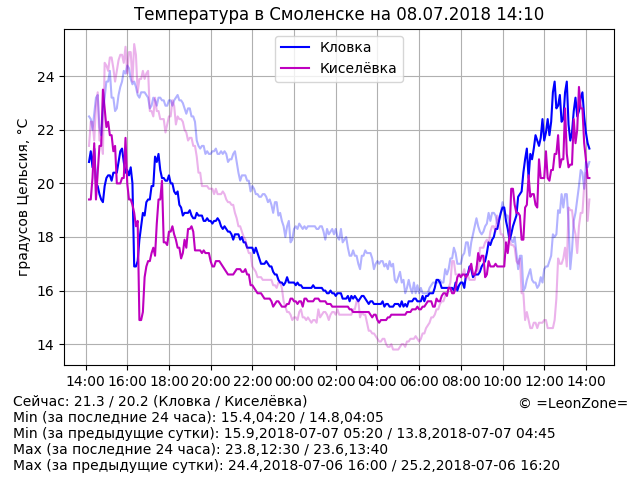 Температура в Смоленске на 08.07.2018 14:10
Кловка
Киселёвка
градусов Цельсия, °C
24
22
20
18
16
14
14:00 16:00 18:00 20:00 22:00 00:00 02:00 04:00 06:00 08:00 10:00 12:00 14:00
Сейчас: 21.3 / 20.2 (Кловка / Киселёвка)
© =LeonZone=
Min (за последние 24 часа): 15.4,04:20 / 14.8,04:05
Min (за предыдущие сутки): 15.9,2018-07-07 05:20 / 13.8,2018-07-07 04:45
Max (за последние 24 часа): 23.8,12:30 / 23.6,13:40
Max (за предыдущие сутки): 24.4,2018-07-06 16:00 / 25.2,2018-07-06 16:20